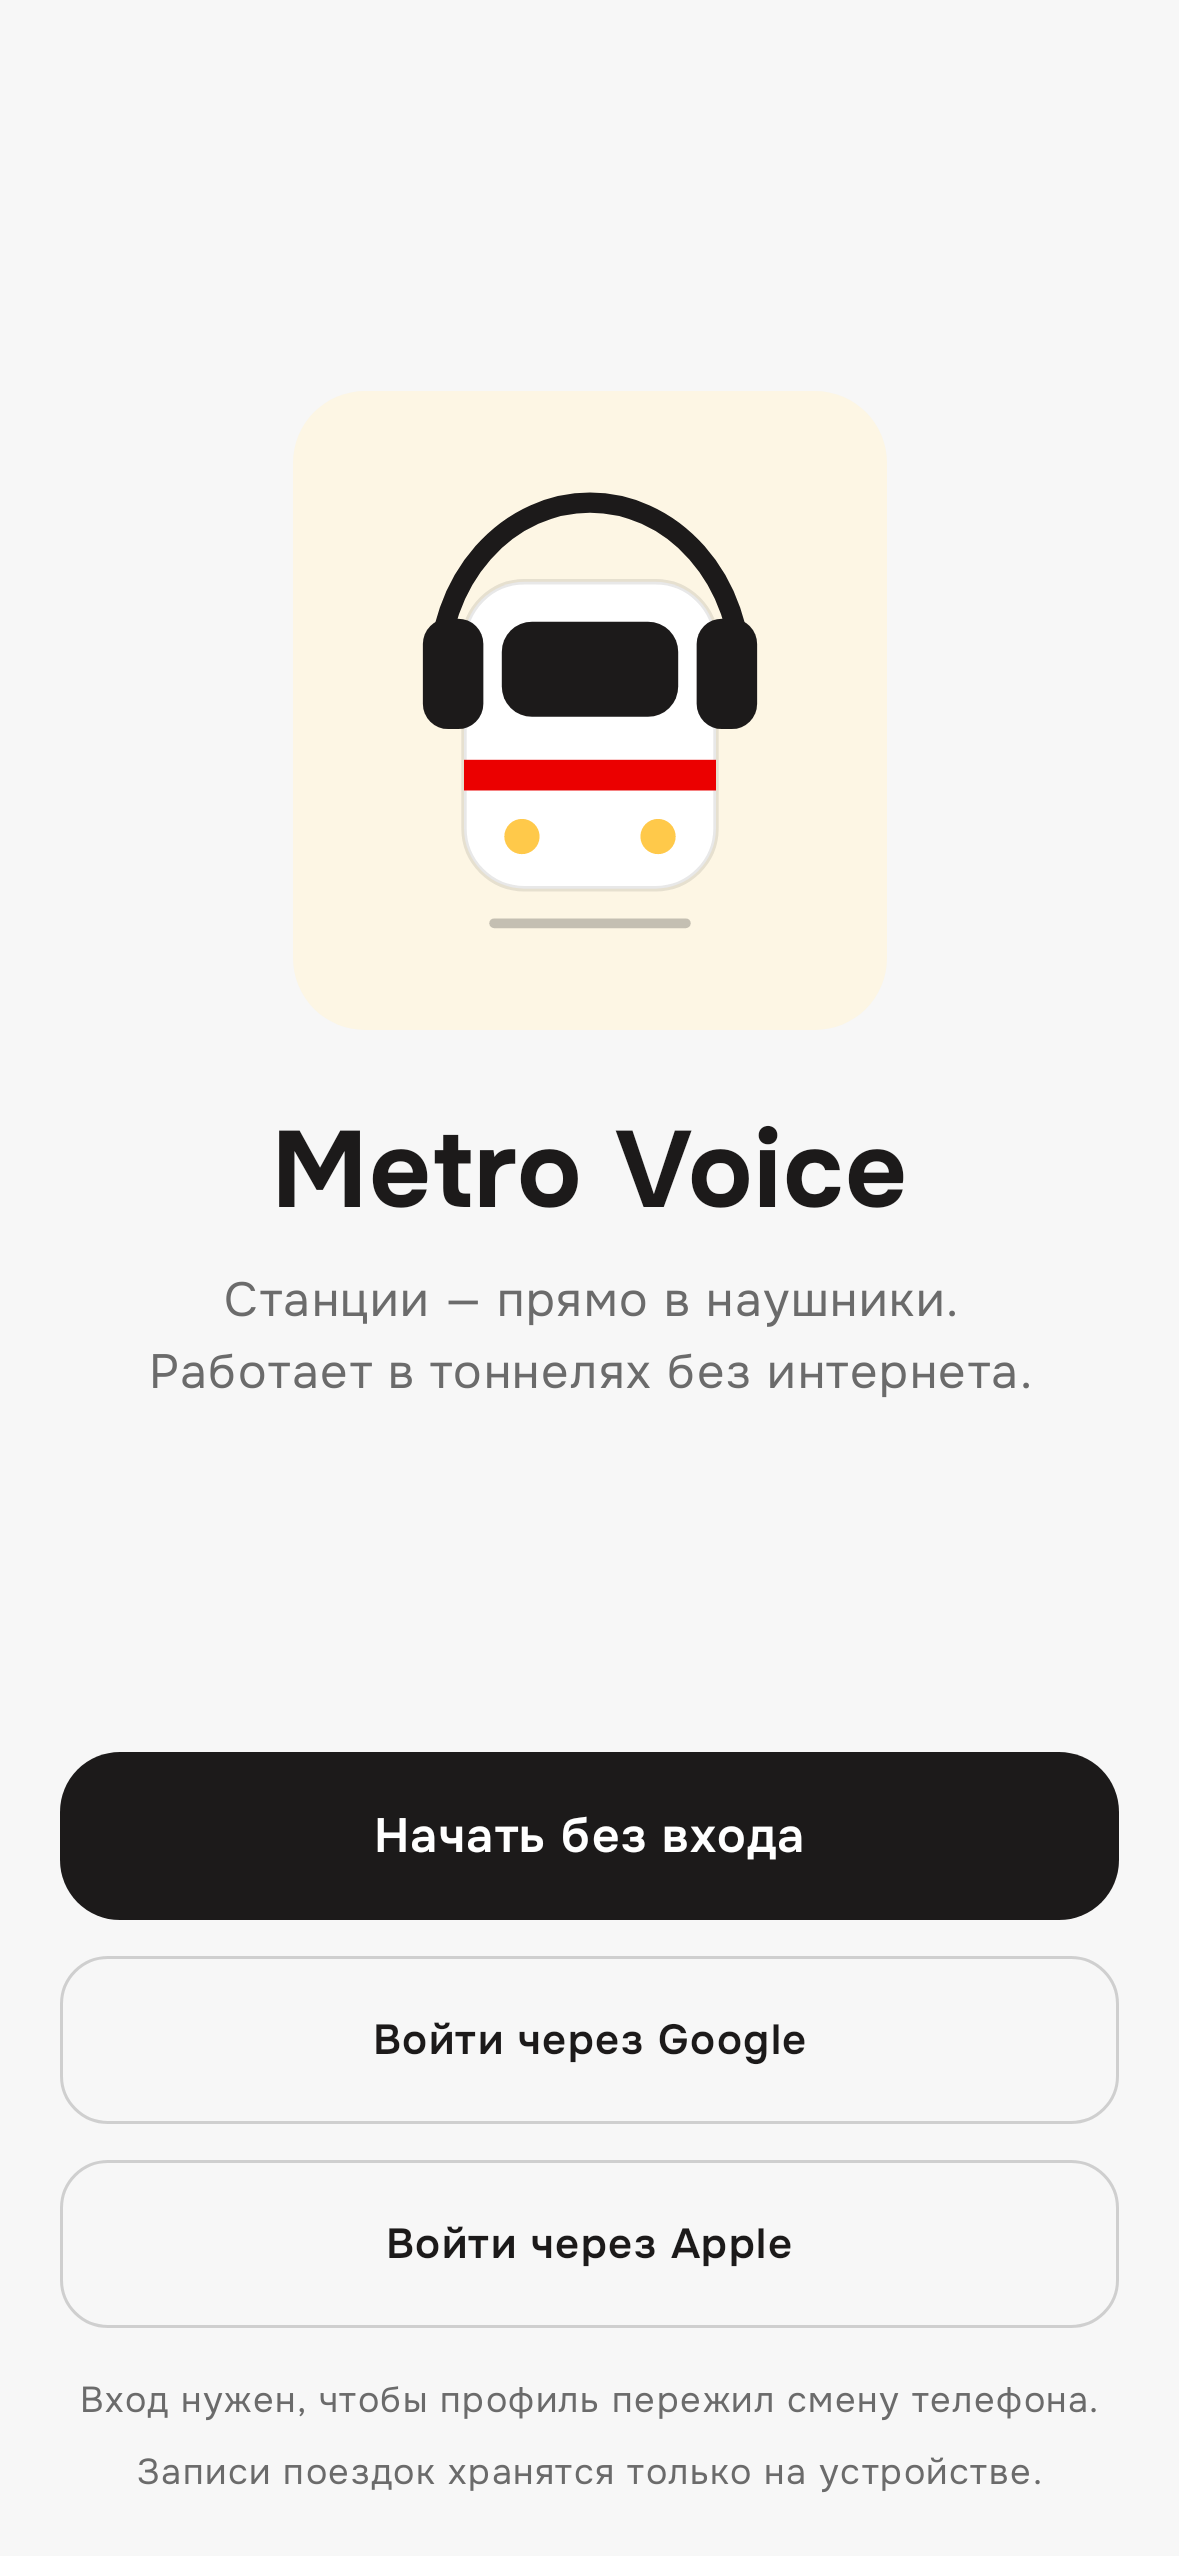 Metro Voice
Станции — прямо в наушники.
Работает в тоннелях без интернета.
Начать без входа
Войти через Google
Войти через Apple
Вход нужен, чтобы профиль пережил смену телефона.
Записи поездок хранятся только на устройстве.